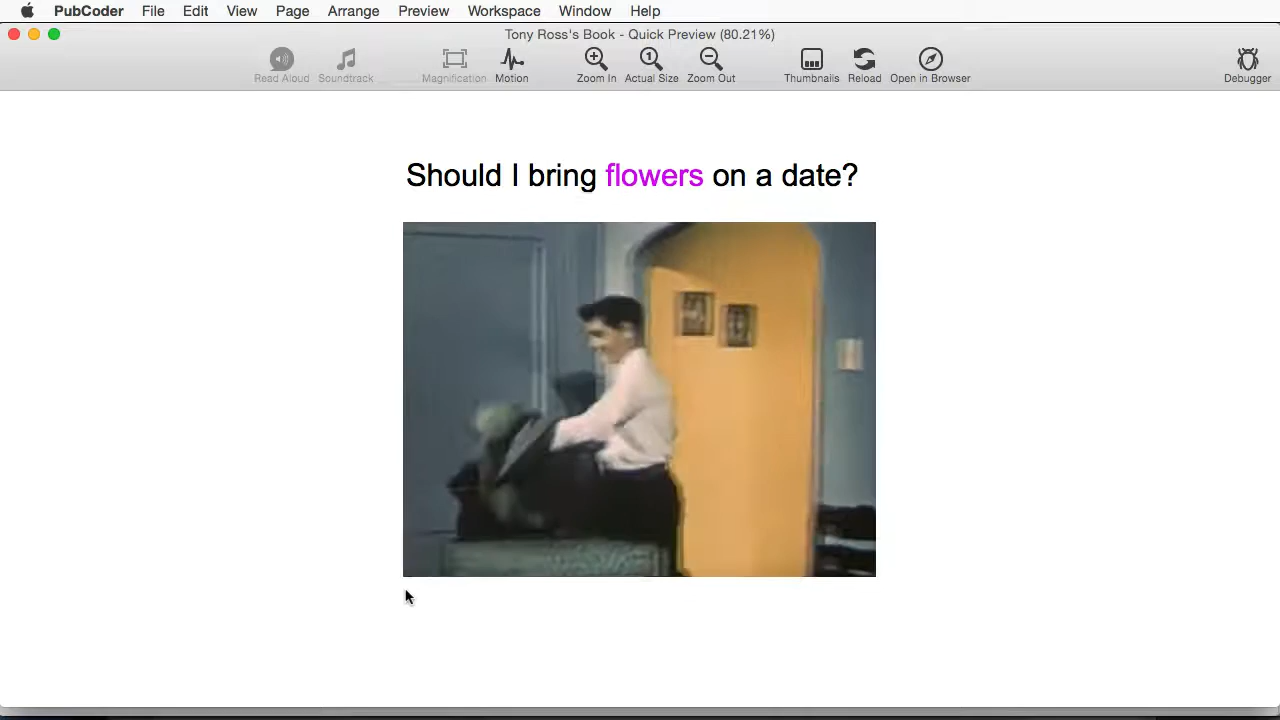 PubCoder File Edit View Page Arrange Preview Workspace Window Help
Tony Ross's Book - Quick Preview (80.21%)
1
Read Aloud Soundtrack Magnification Motion Zoom In Actual Size Zoom Out Thumbnails Reload Open in Browser Debugger
Should I bring flowers on a date?